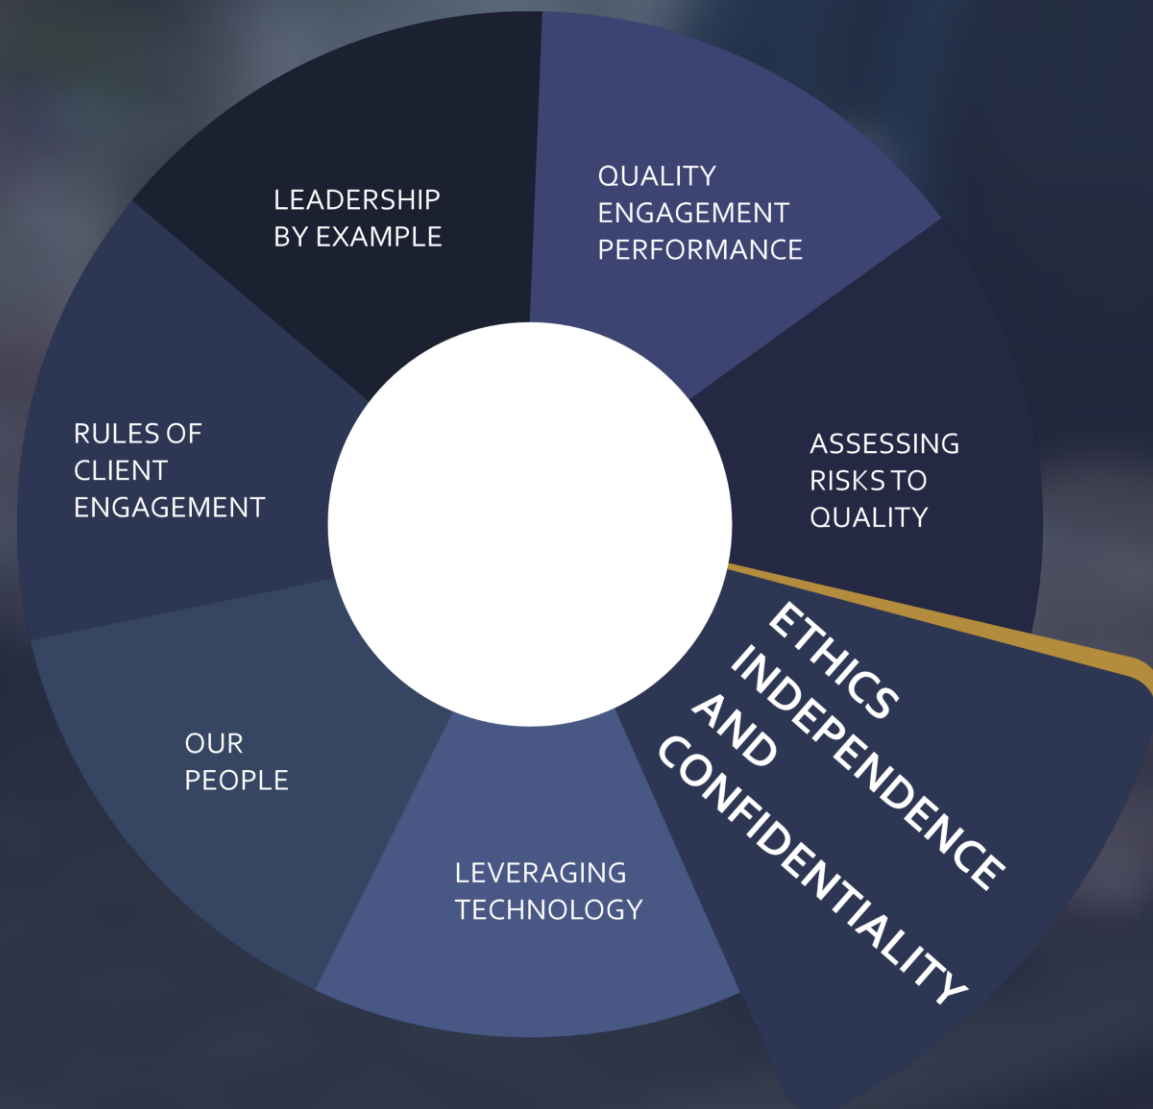 LEADERSHIP
BY EXAMPLE
QUALITY
ENGAGEMENT
PERFORMANCE
ASSESSING
RISKS TO
QUALITY
ETHICS
INDEPENDENCE
AND
CONFIDENTIALITY
LEVERAGING
TECHNOLOGY
OUR
PEOPLE
RULES OF
CLIENT
ENGAGEMENT